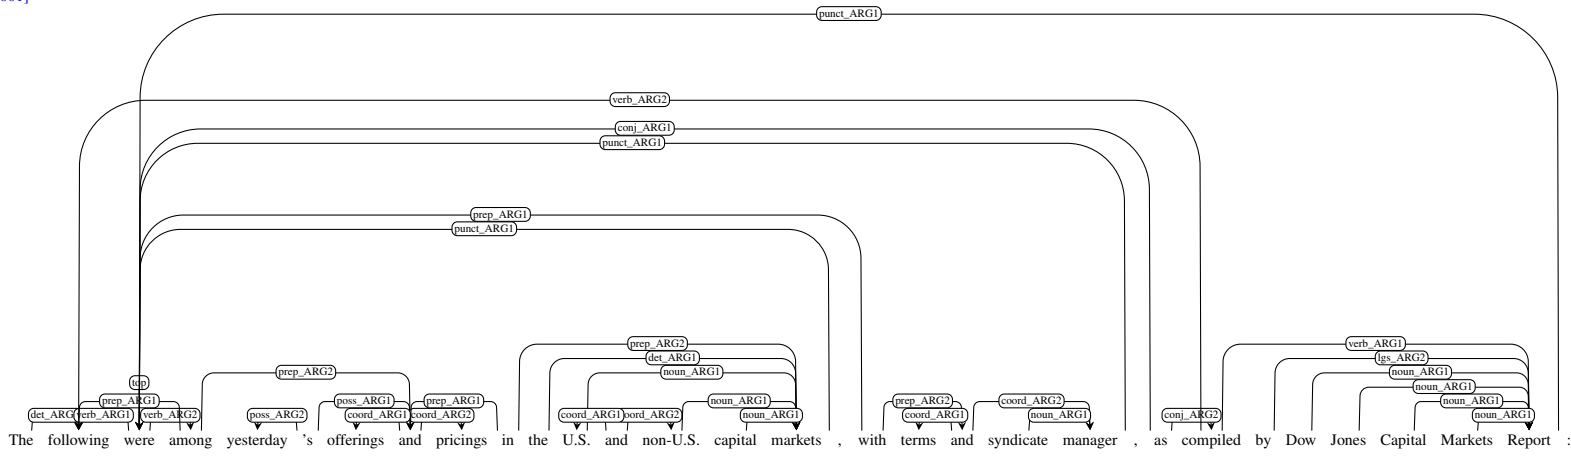 001]
punct_ARG1
verb_ARG2
conj_ARG1
punct_ARG1
prep_ARG1
punct_ARG1
prep_ARG2 verb_ARG1
det_ARG1 lgs_ARG2
prep_ARG2 noun_ARG1 noun_ARG1
top noun_ARG1
prep_ARG1 poss_ARG1 prep_ARG1 noun_ARG1 prep_ARG2 coord_ARG2 noun_ARG1
det_ARG verb_ARG1 verb_ARG2 poss_ARG2 coord_ARG1 coord_ARG2 coord_ARG1 oord_ARG2 noun_ARG1 coord_ARG1 noun_ARG1 conj_ARG2 noun_ARG1
The following were among yesterday 's offerings and pricings in the U.S. and non-U.S. capital markets , with terms and syndicate manager , as compiled by Dow Jones Capital Markets Report :